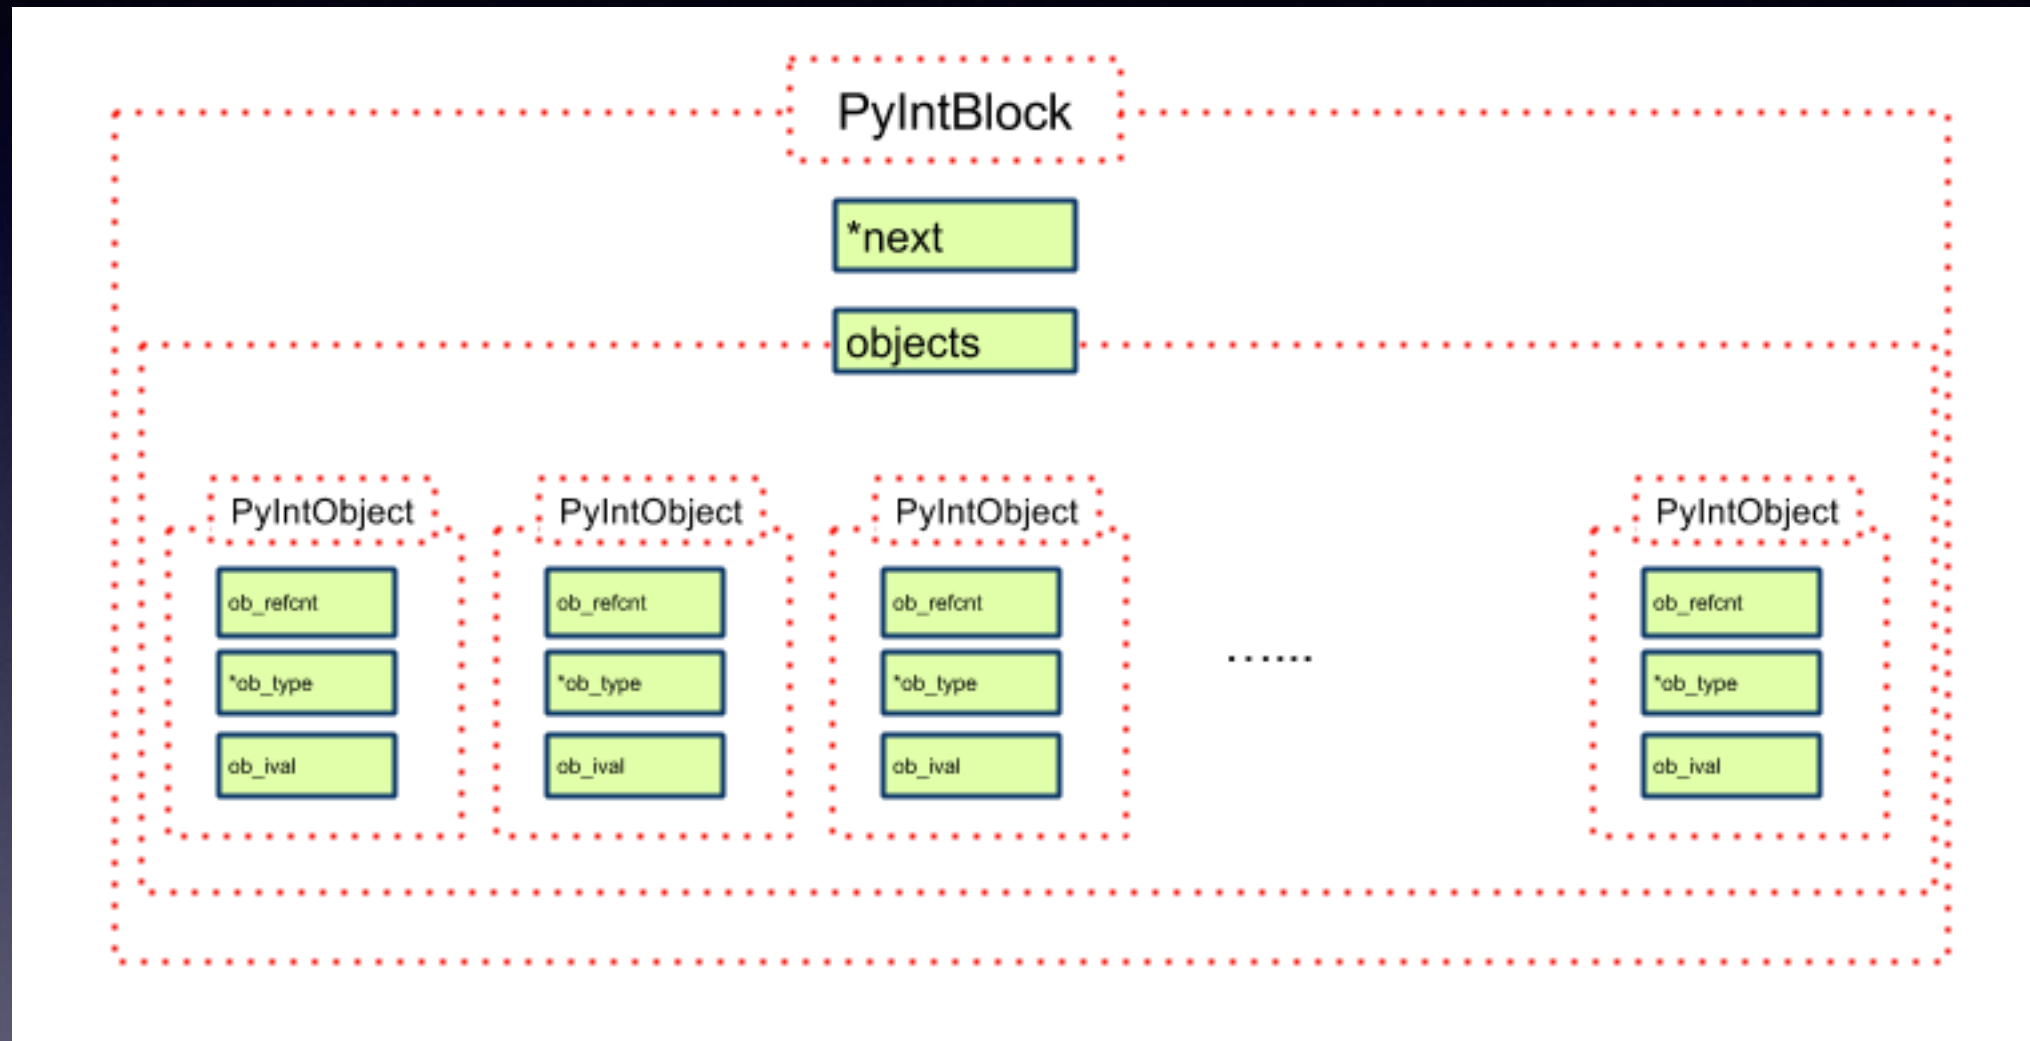 PyIntBlock
*next
objects
PyIntObject PyIntObject PyIntObject PyIntObject
ob_refcnt ob_refcnt ob_refcnt ob_refcnt
*ob_type *ob_type *ob_type ....... *ob_type
ob_ival ob_ival ob_ival ob_ival